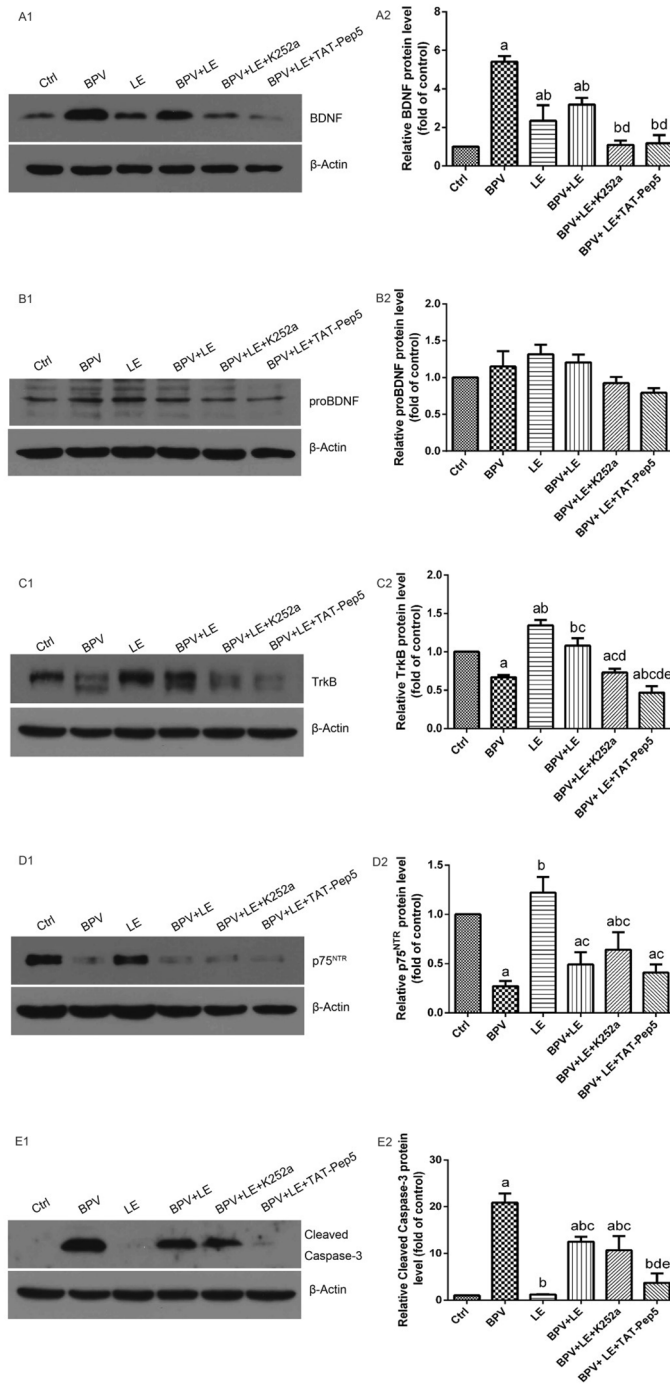 A1
Ctrl
BPV
LE
BPV+LE
BPV+LE+K252a
BPV+LE+TAT-Pep5
BDNF
β-Actin
A2
Relative BDNF protein level
(fold of control)
8
6
4
2
0
a
ab
ab
bd
bd
Ctrl
BPV
LE
BPV+LE
BPV+LE+K252a
BPV+ LE+TAT-Pep5
B1
Ctrl
BPV
LE
BPV+LE
BPV+LE+K252a
BPV+LE+TAT-Pep5
proBDNF
β-Actin
B2
Relative proBDNF protein level
(fold of control)
2.0
1.5
1.0
0.5
0.0
Ctrl
BPV
LE
BPV+LE
BPV+LE+K252a
BPV+ LE+TAT-Pep5
C1
Ctrl
BPV
LE
BPV+LE
BPV+LE+K252a
BPV+LE+TAT-Pep5
TrkB
β-Actin
C2
Relative TrkB protein level
(fold of control)
2.0
1.5
1.0
0.5
0.0
a
ab
bc
acd
abcde
Ctrl
BPV
LE
BPV+LE
BPV+LE+K252a
BPV+ LE+TAT-Pep5
D1
Ctrl
BPV
LE
BPV+LE
BPV+LE+K252a
BPV+LE+TAT-Pep5
p75ᴺᵀᴿ
β-Actin
D2
Relative p75ᴺᵀᴿ protein level
(fold of control)
1.5
1.0
0.5
0.0
a
b
ac
abc
ac
Ctrl
BPV
LE
BPV+LE
BPV+LE+K252a
BPV+ LE+TAT-Pep5
E1
Ctrl
BPV
LE
BPV+LE
BPV+LE+K252a
BPV+LE+TAT-Pep5
Cleaved
Caspase-3
β-Actin
E2
Relative Cleaved Caspase-3 protein
level (fold of control)
30
20
10
0
a
b
abc
abc
bde
Ctrl
BPV
LE
BPV+LE
BPV+LE+K252a
BPV+ LE+TAT-Pep5